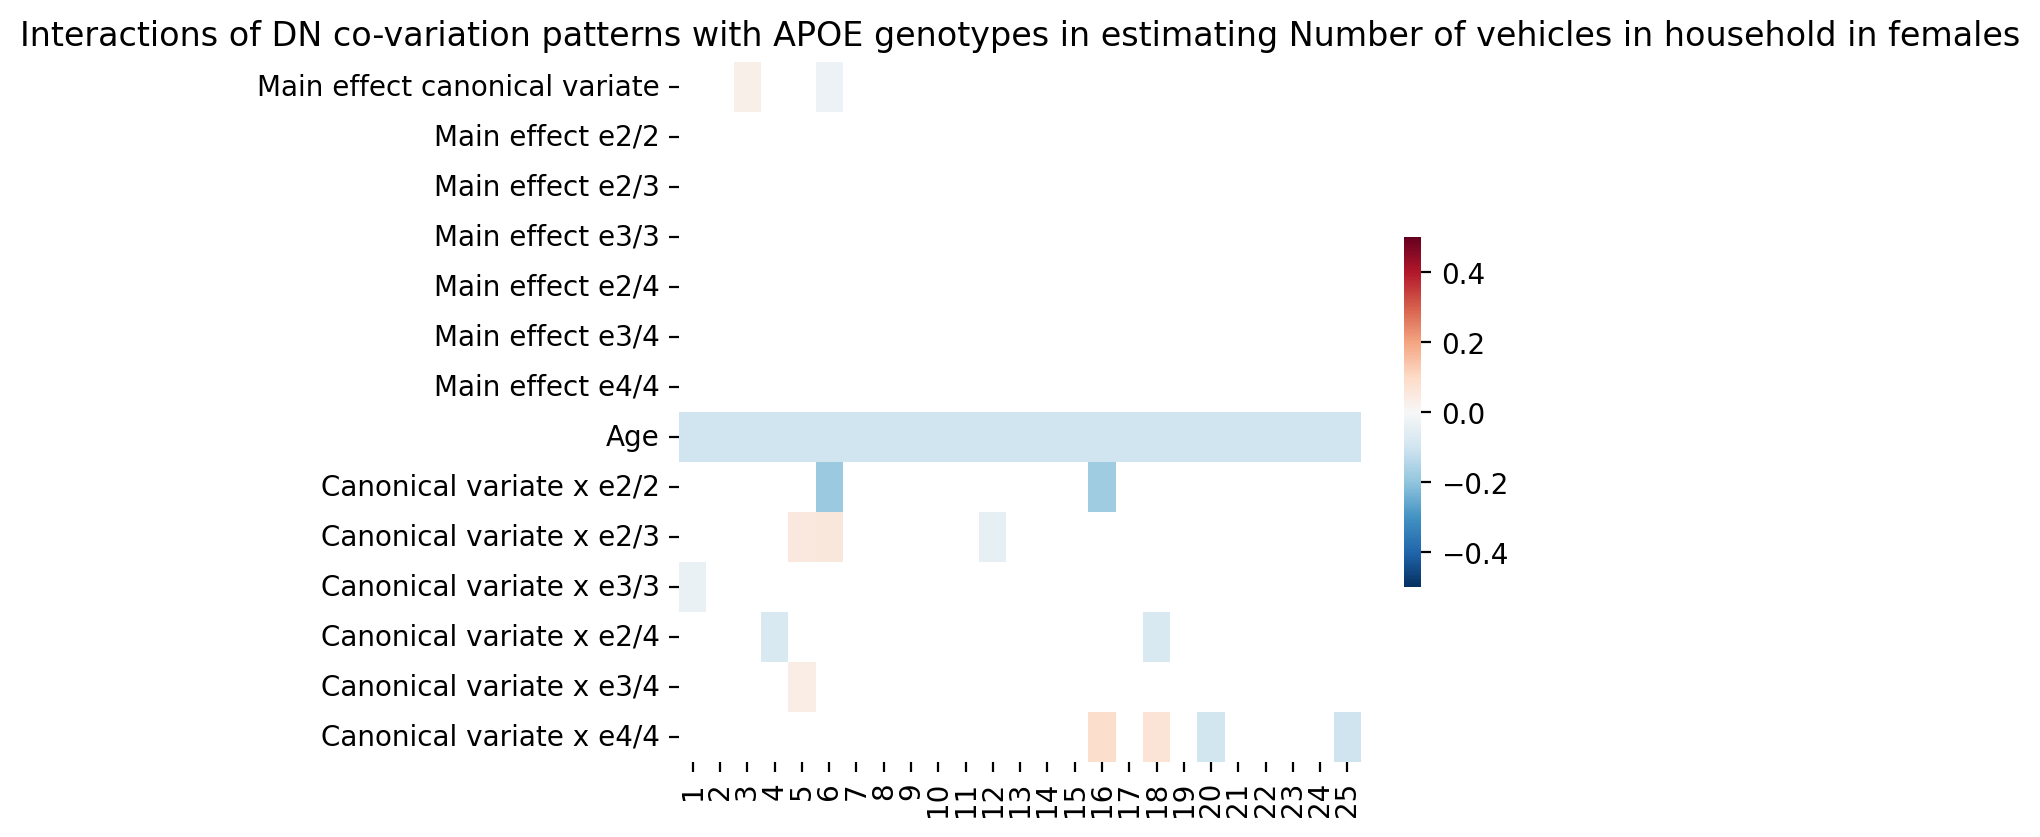 Interactions of DN co-variation patterns with APOE genotypes in estimating Number of vehicles in household in females
Main effect canonical variate
Main effect e2/2
Main effect e2/3
Main effect e3/3
Main effect e2/4
Main effect e3/4
Main effect e4/4
Age
Canonical variate x e2/2
Canonical variate x e2/3
Canonical variate x e3/3
Canonical variate x e2/4
Canonical variate x e3/4
Canonical variate x e4/4
1 2 3 4 5 6 7 8 9 10 11 12 13 14 15 16 17 18 19 20 21 22 23 24 25
0.4
0.2
0.0
−0.2
−0.4